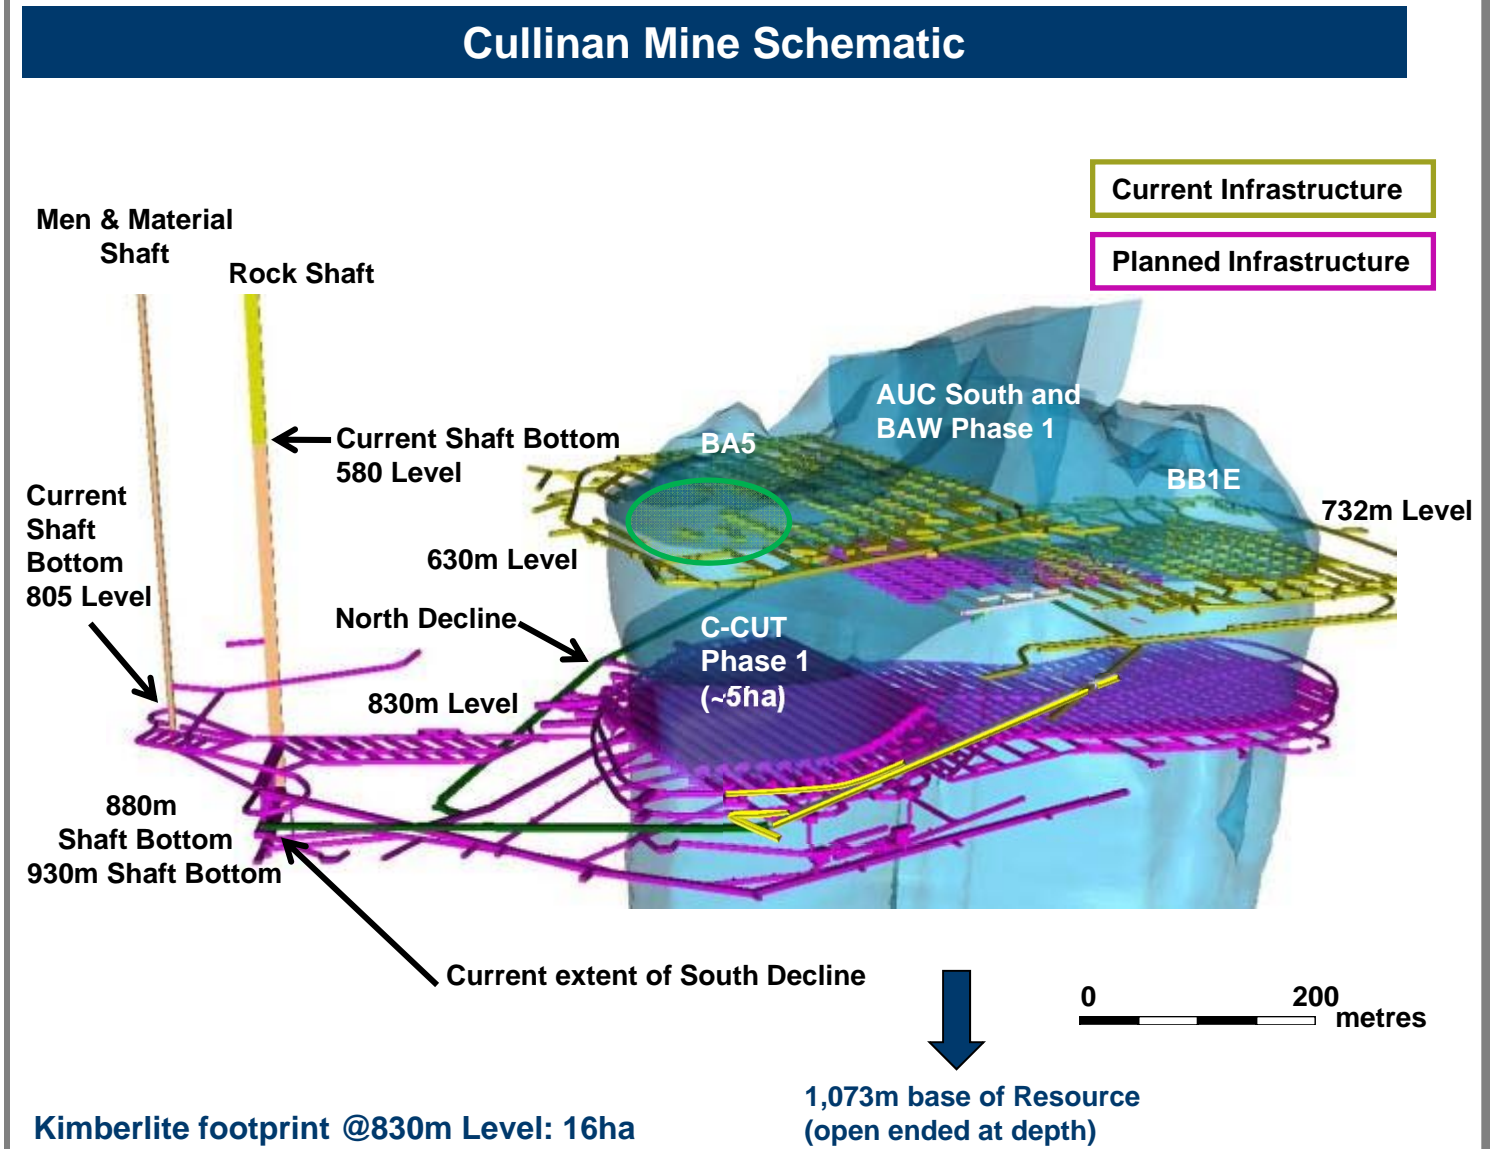 Cullinan Mine Schematic
Current Infrastructure
Planned Infrastructure
Men & Material
Shaft
Rock Shaft
Current Shaft Bottom
580 Level
Current
Shaft
Bottom
805 Level
AUC South and
BAW Phase 1
BA5
BB1E
732m Level
630m Level
North Decline
C-CUT
Phase 1
(~5ha)
830m Level
880m
Shaft Bottom
930m Shaft Bottom
Current extent of South Decline
0 200
metres
1,073m base of Resource
(open ended at depth)
Kimberlite footprint @830m Level: 16ha